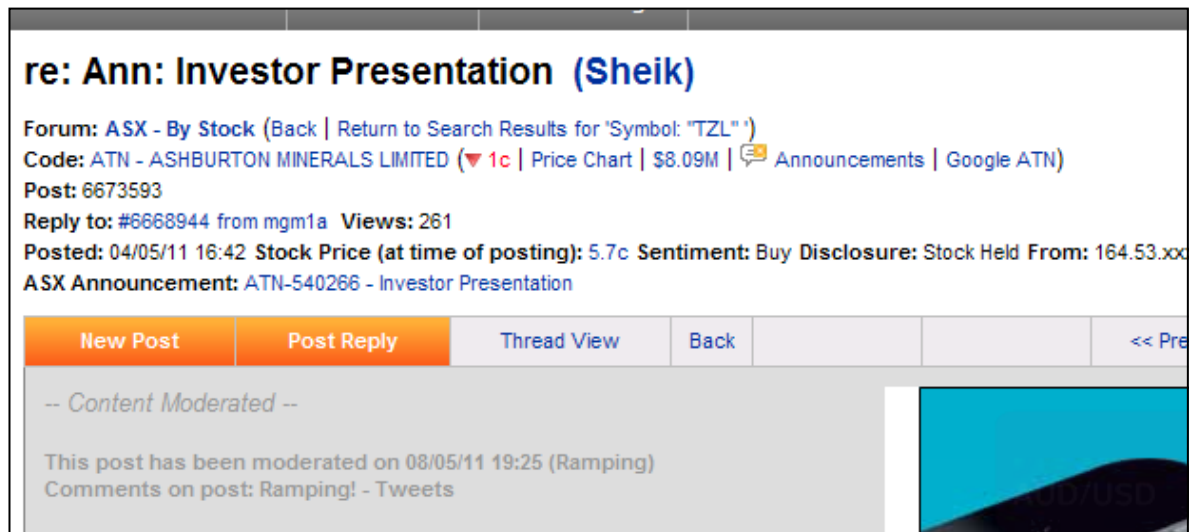 re: Ann: Investor Presentation (Sheik)
Forum: ASX - By Stock (Back | Return to Search Results for 'Symbol: "TZL" ')
Code: ATN - ASHBURTON MINERALS LIMITED (▼ 1c | Price Chart | $8.09M | Announcements | Google ATN)
Post: 6673593
Reply to: #6668944 from mgm1a Views: 261
Posted: 04/05/11 16:42 Stock Price (at time of posting): 5.7c Sentiment: Buy Disclosure: Stock Held From: 164.53.xx
ASX Announcement: ATN-540266 - Investor Presentation
New Post Post Reply Thread View Back << Pre
-- Content Moderated --
This post has been moderated on 08/05/11 19:25 (Ramping)
Comments on post: Ramping! - Tweets
AUD/USD